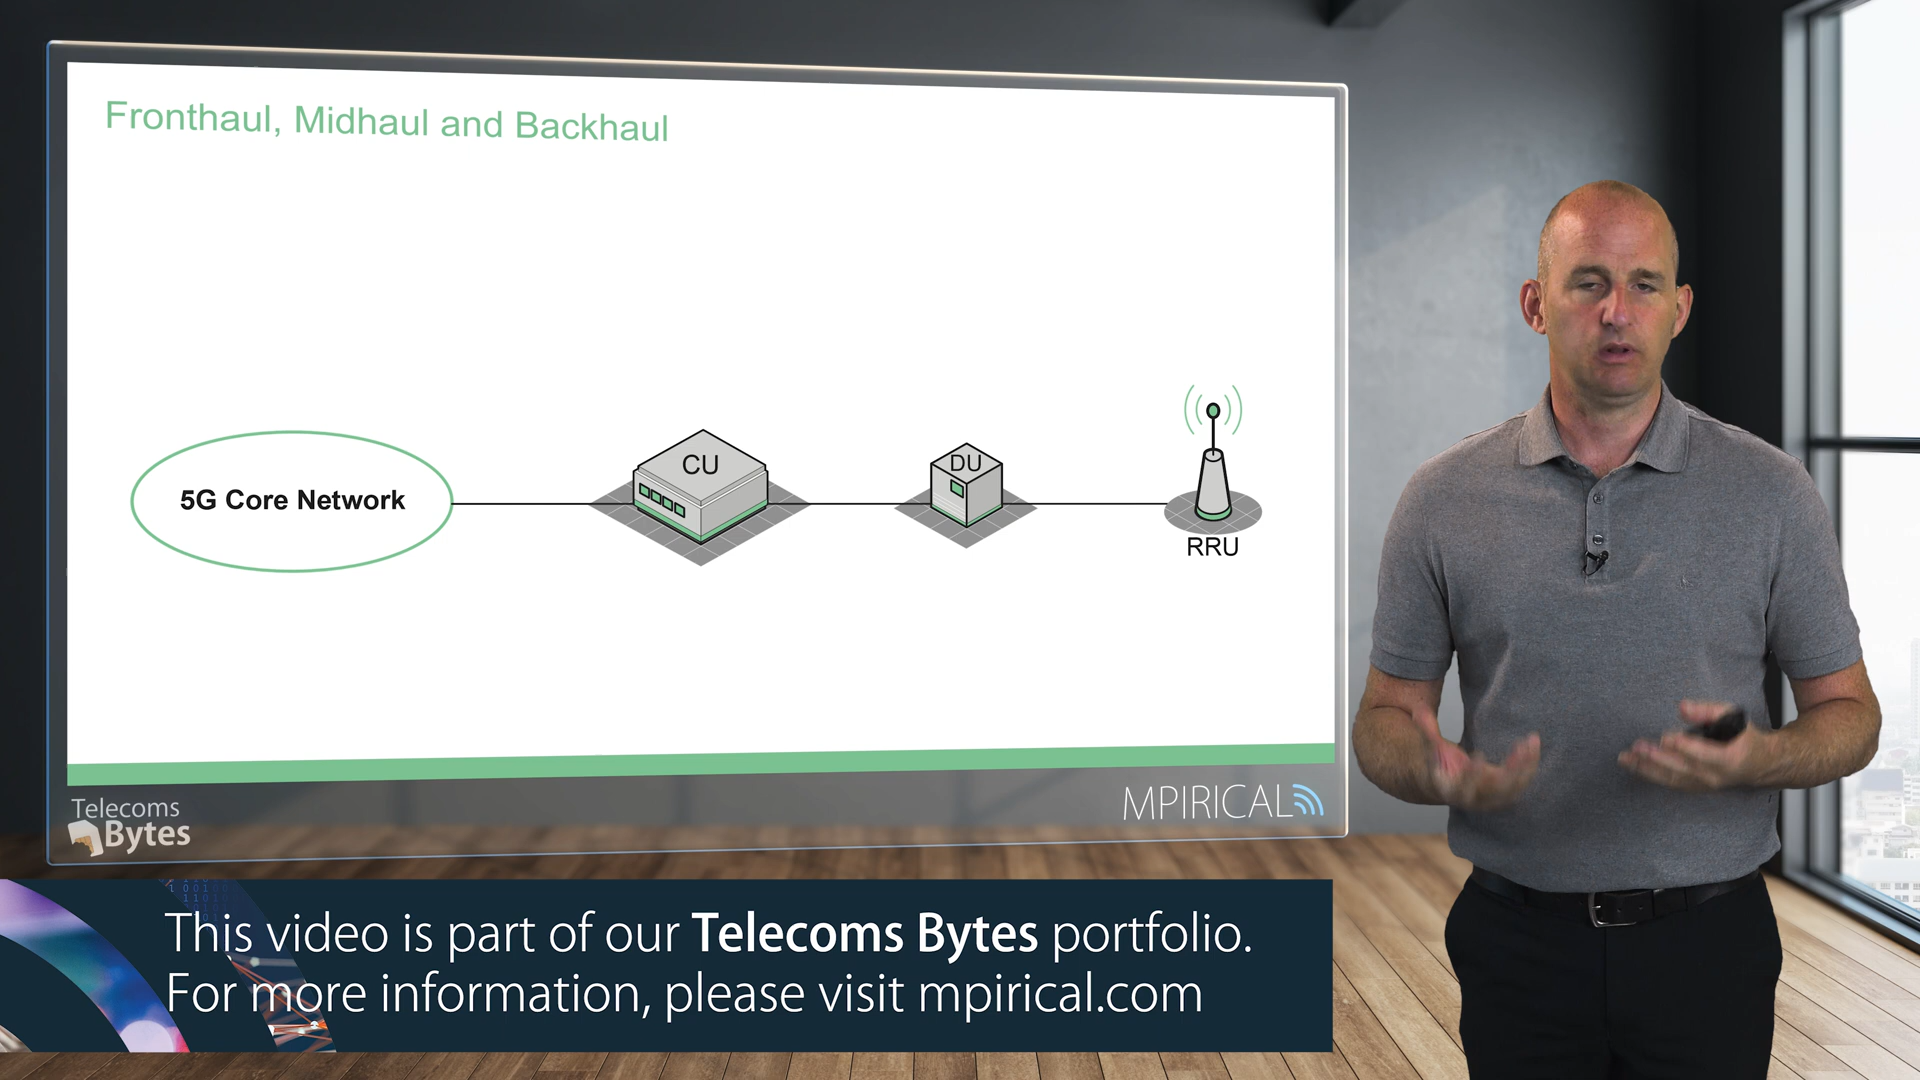 Fronthaul, Midhaul and Backhaul
5G Core Network
CU
DU
RRU
Telecoms
Bytes
MPIRICAL
This video is part of our Telecoms Bytes portfolio.
For more information, please visit mpirical.com